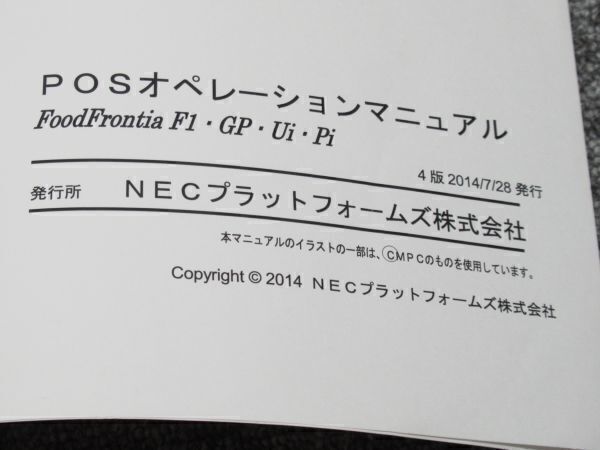 POSオペレーションマニュアル
FoodFrontia F1・GP・Ui・Pi
4版 2014/7/28 発行
発行所 NECプラットフォームズ株式会社
本マニュアルのイラストの一部は、ⒸMPCのものを使用しています。
Copyright © 2014 NECプラットフォームズ株式会社